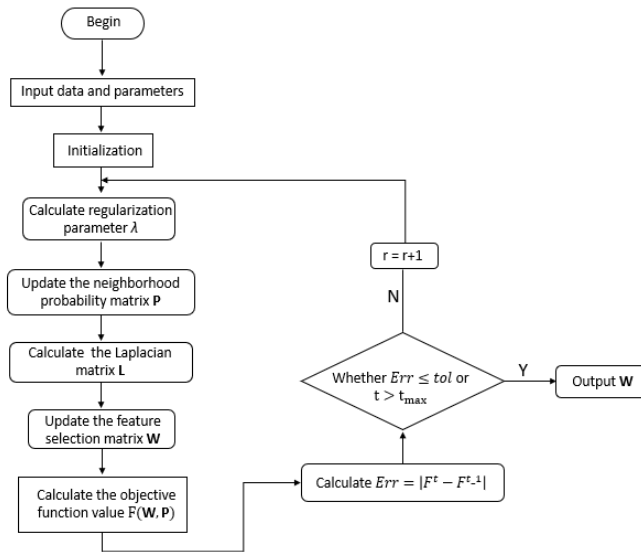 Begin
Input data and parameters
Initialization
Calculate regularization
parameter λ
Update the neighborhood
probability matrix P
Calculate the Laplacian
matrix L
Update the feature
selection matrix W
Calculate the objective
function value F(W, P)
Calculate Err = |F^t − F^t-1|
Whether Err ≤ tol or
t > t_max
N
r = r+1
Y
Output W